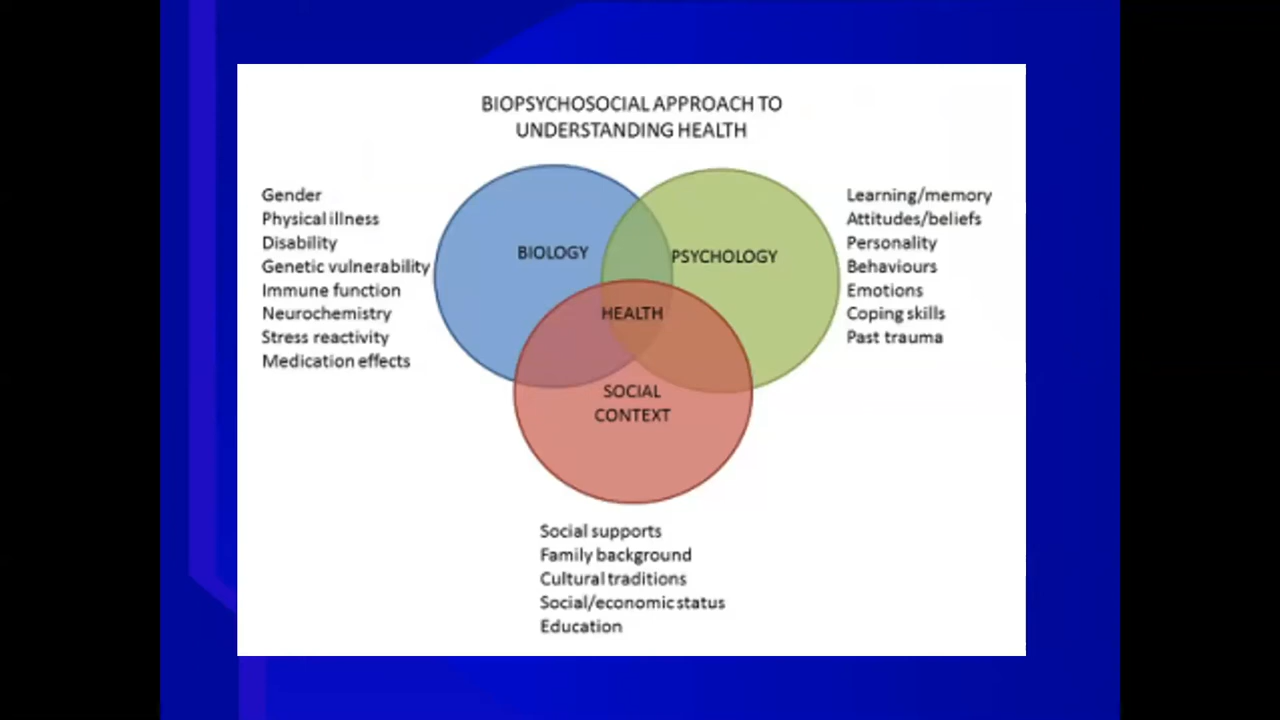 BIOPSYCHOSOCIAL APPROACH TO
UNDERSTANDING HEALTH
Gender
Physical illness
Disability
Genetic vulnerability
Immune function
Neurochemistry
Stress reactivity
Medication effects
BIOLOGY
PSYCHOLOGY
HEALTH
SOCIAL
CONTEXT
Learning/memory
Attitudes/beliefs
Personality
Behaviours
Emotions
Coping skills
Past trauma
Social supports
Family background
Cultural traditions
Social/economic status
Education